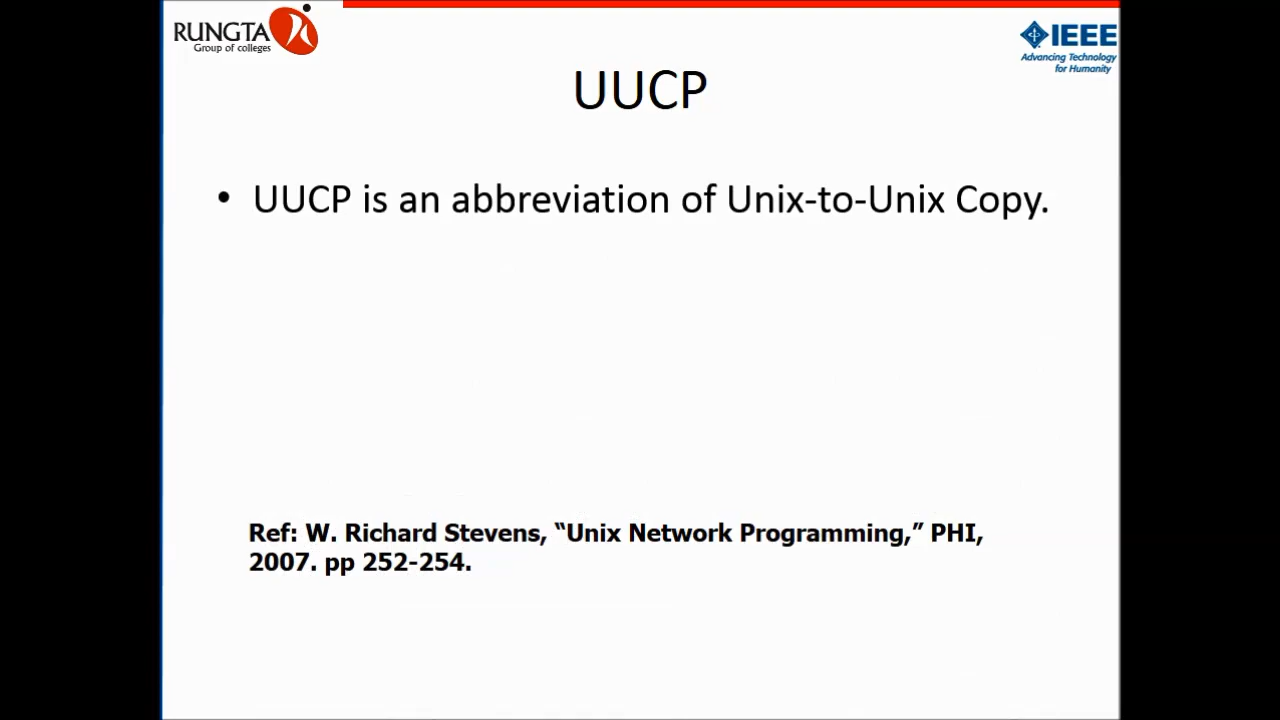 RUNGTA
Group of colleges
IEEE
Advancing Technology
for Humanity
UUCP
• UUCP is an abbreviation of Unix-to-Unix Copy.
Ref: W. Richard Stevens, “Unix Network Programming,” PHI,
2007. pp 252-254.